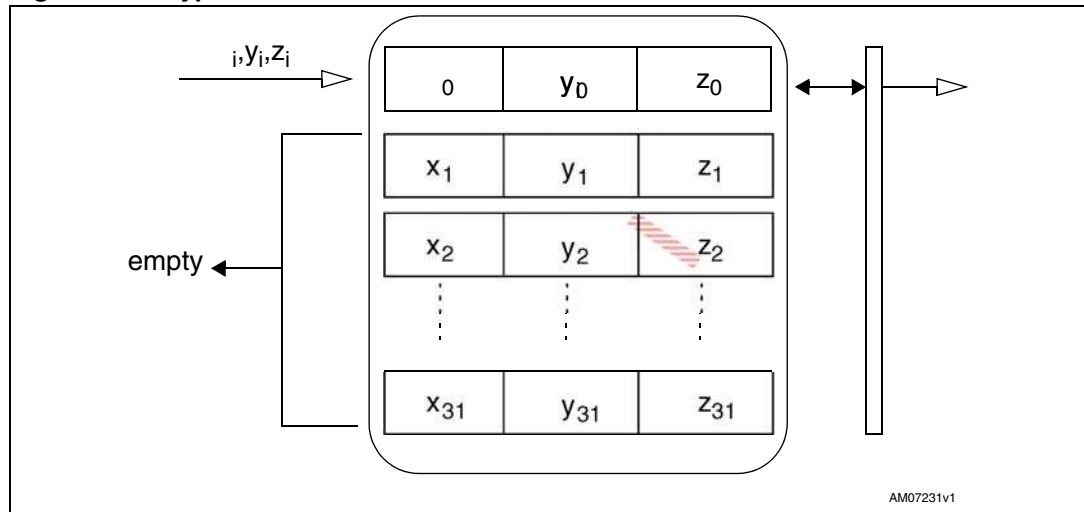 i,yi,zi
0 y0 z0
x1 y1 z1
x2 y2 z2
empty
x31 y31 z31
AM07231v1